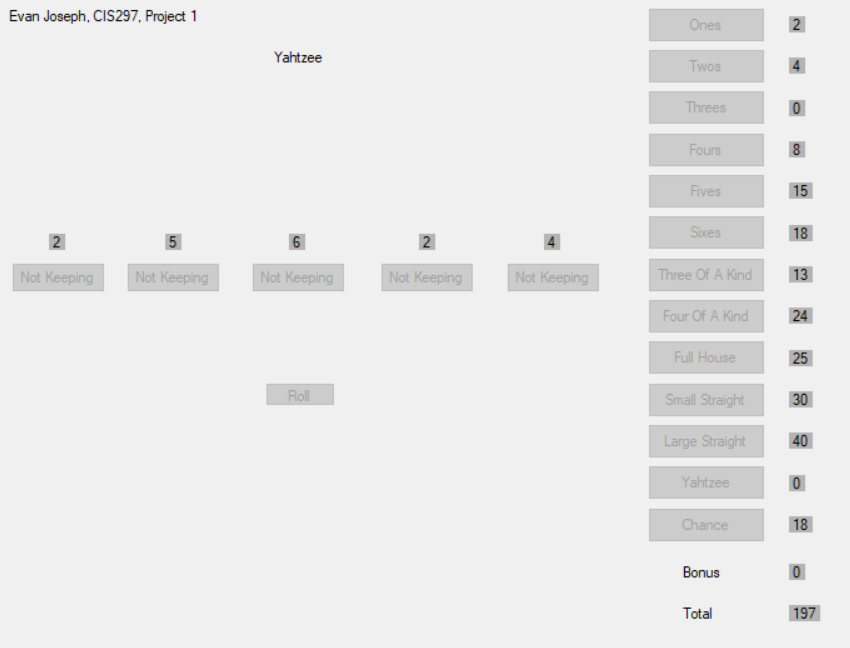 Evan Joseph, CIS297, Project 1
Yahtzee
2 5 6 2 4
Not Keeping Not Keeping Not Keeping Not Keeping Not Keeping
Roll
Ones 2
Twos 4
Threes 0
Fours 8
Fives 15
Sixes 18
Three Of A Kind 13
Four Of A Kind 24
Full House 25
Small Straight 30
Large Straight 40
Yahtzee 0
Chance 18
Bonus 0
Total 197